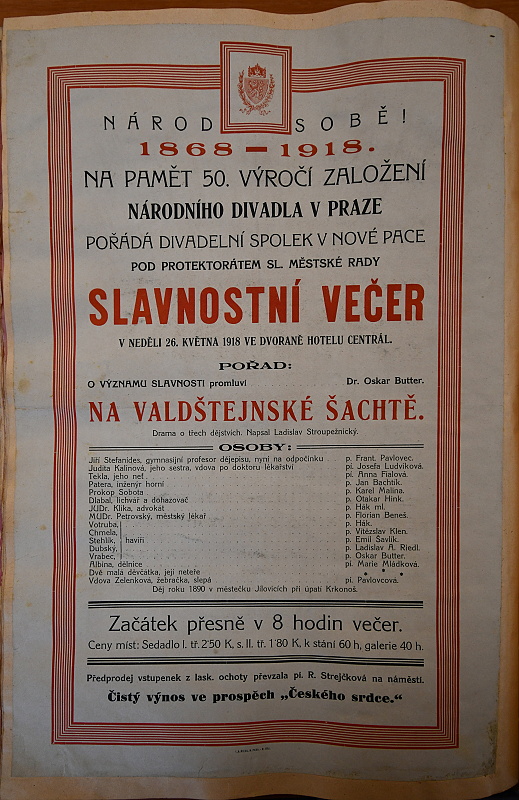 NÁROD SOBĚ!
1868 – 1918.
NA PAMĚT 50. VÝROČÍ ZALOŽENÍ
NÁRODNÍHO DIVADLA V PRAZE
POŘÁDÁ DIVADELNÍ SPOLEK V NOVÉ PACE
POD PROTEKTORÁTEM SL. MĚSTSKÉ RADY
SLAVNOSTNÍ VEČER
V NEDĚLI 26. KVĚTNA 1918 VE DVORANĚ HOTELU CENTRÁL.
POŘAD:
O VÝZNAMU SLAVNOSTI promluví Dr. Oskar Butter.
NA VALDŠTEJNSKÉ ŠACHTĚ.
Drama o třech dějstvích. Napsal Ladislav Stroupežnický.
OSOBY:
Jiří Stefanides, gymnasijní profesor dějepisu, nyní na odpočinku p. Frant. Pavlovec.
Judita Kalinová, jeho sestra, vdova po doktoru lékařství pí. Josefa Ludvíková.
Tekla, jeho neť pí. Anna Fialová.
Patera, inženýr horní p. Jan Bachtík.
Prokop Sobota p. Karel Malina.
Dlabal, lichvář a dohazovač p. Otakar Hink.
JUDr. Klika, advokat p. Hák ml.
MUDr. Petrovský, městský lékař p. Florian Beneš.
Votruba, p. Hák.
Chmela, p. Vítězslav Klen.
Stehlík, havíři p. Emil Šavlík.
Dubský, p. Ladislav A. Riedl.
Vrabec, p. Oskar Butter.
Albína, dělnice pí. Marie Mládková.
Dvě malá děvčátka, její neteře * * *
Vdova Zelenková, žebračka, slepá pí. Pavlovcová.
Děj roku 1890 v městečku Jílovicích při úpatí Krkonoš.
Začátek přesně v 8 hodin večer.
Ceny míst: Sedadlo I. tř. 2'50 K, s. II. tř. 1'80 K, k stání 60 h, galerie 40 h.
Předprodej vstupenek z lask. ochoty převzala pí. R. Strejčková na náměstí.
Čistý výnos ve prospěch „Českého srdce."